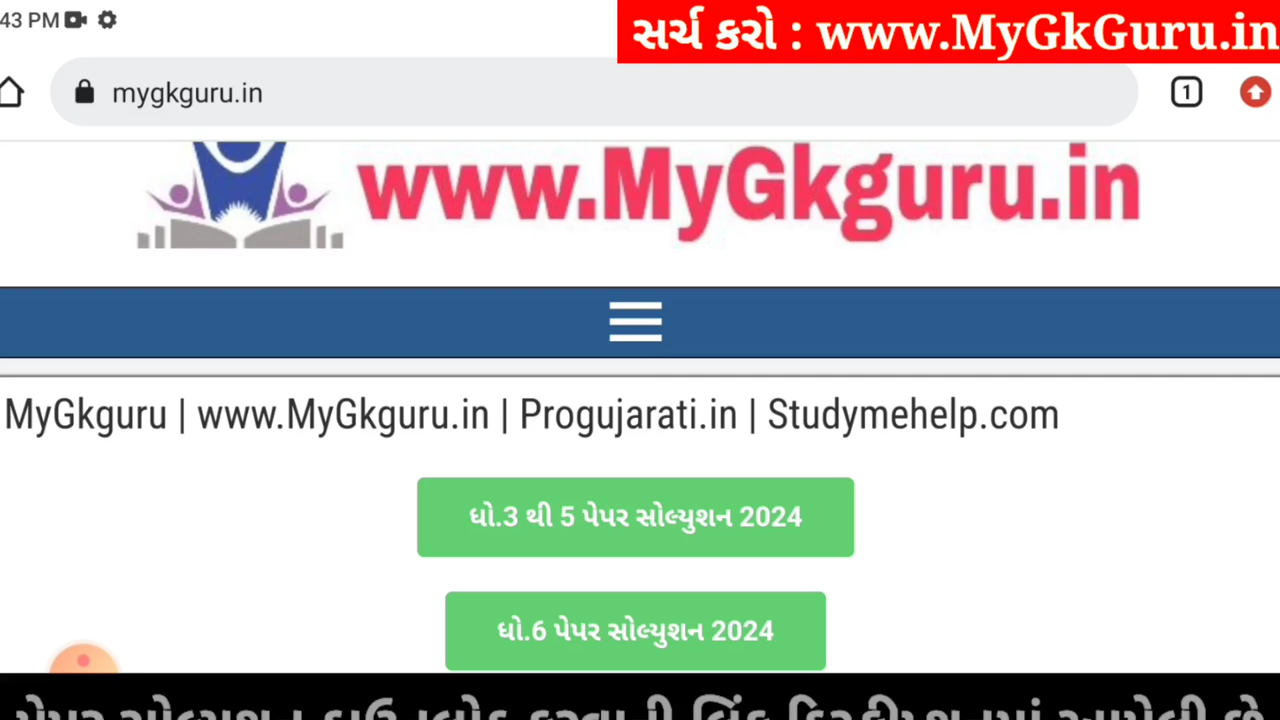 43 PM
સર્ચ કરો : www.MyGkGuru.in
mygkguru.in
1
www.MyGkguru.in
MyGkguru | www.MyGkguru.in | Progujarati.in | Studymehelp.com
ધો.3 થી 5 પેપર સોલ્યુશન 2024
ધો.6 પેપર સોલ્યુશન 2024